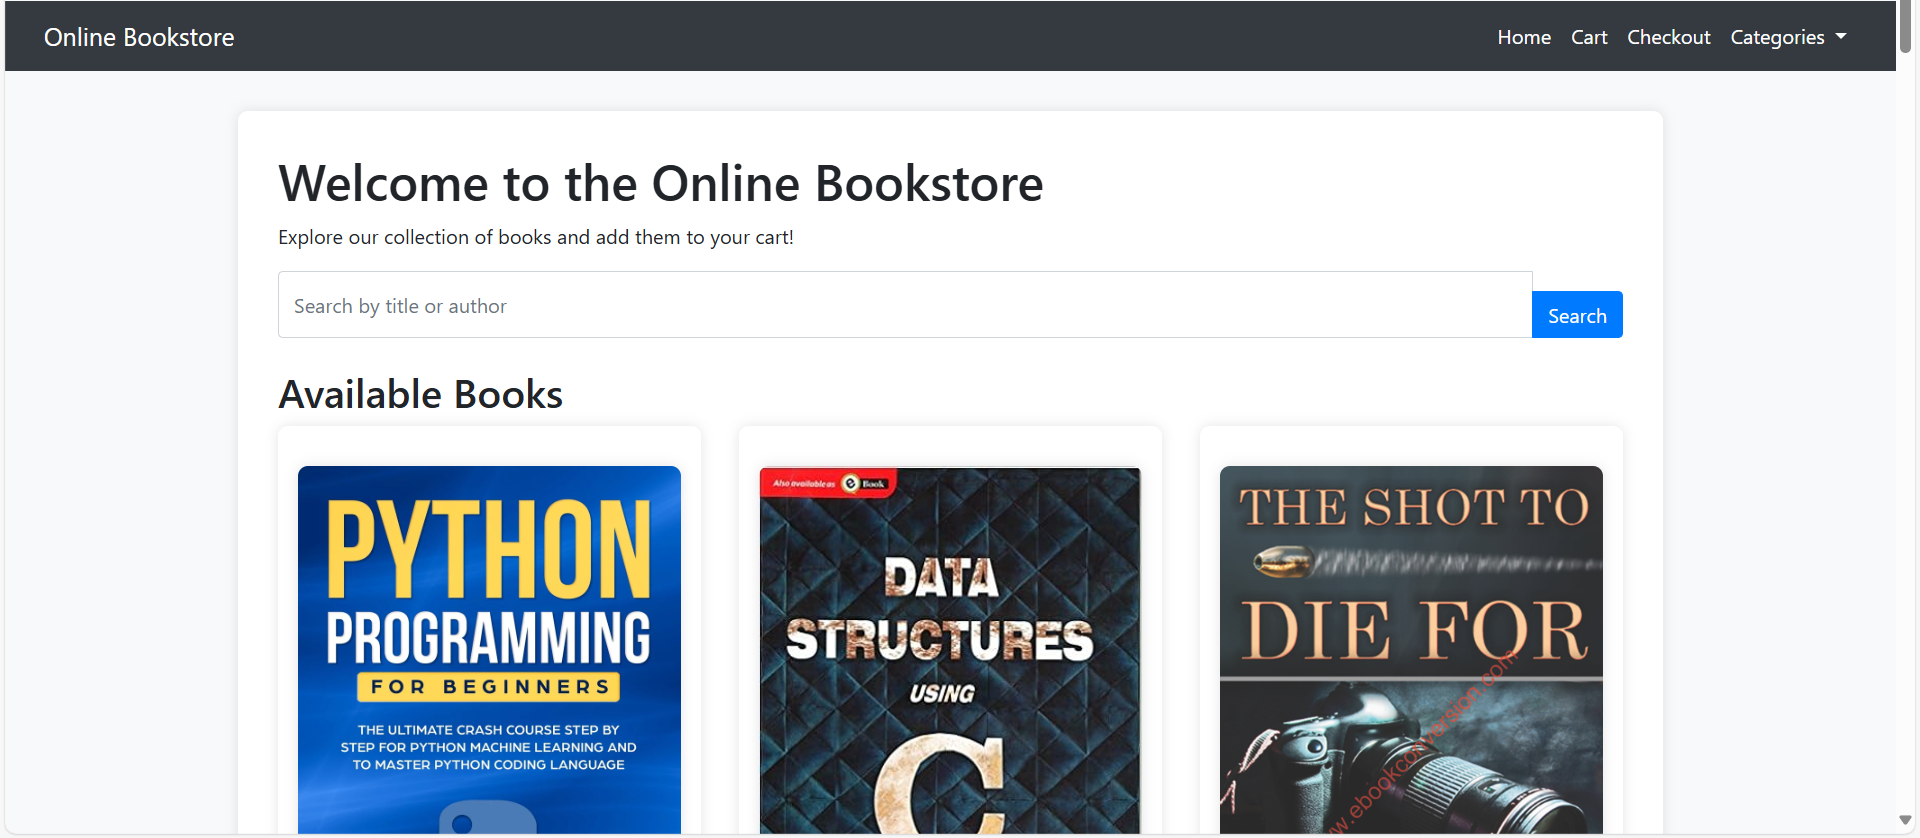 Online Bookstore
Home Cart Checkout Categories
Welcome to the Online Bookstore
Explore our collection of books and add them to your cart!
Search by title or author
Search
Available Books
PYTHON
PROGRAMMING
FOR BEGINNERS
THE ULTIMATE CRASH COURSE STEP BY
STEP FOR PYTHON MACHINE LEARNING AND
TO MASTER PYTHON CODING LANGUAGE
Also available as e Book
DATA
STRUCTURES
USING
C
THE SHOT TO
DIE FOR
w.ebookconversion.com